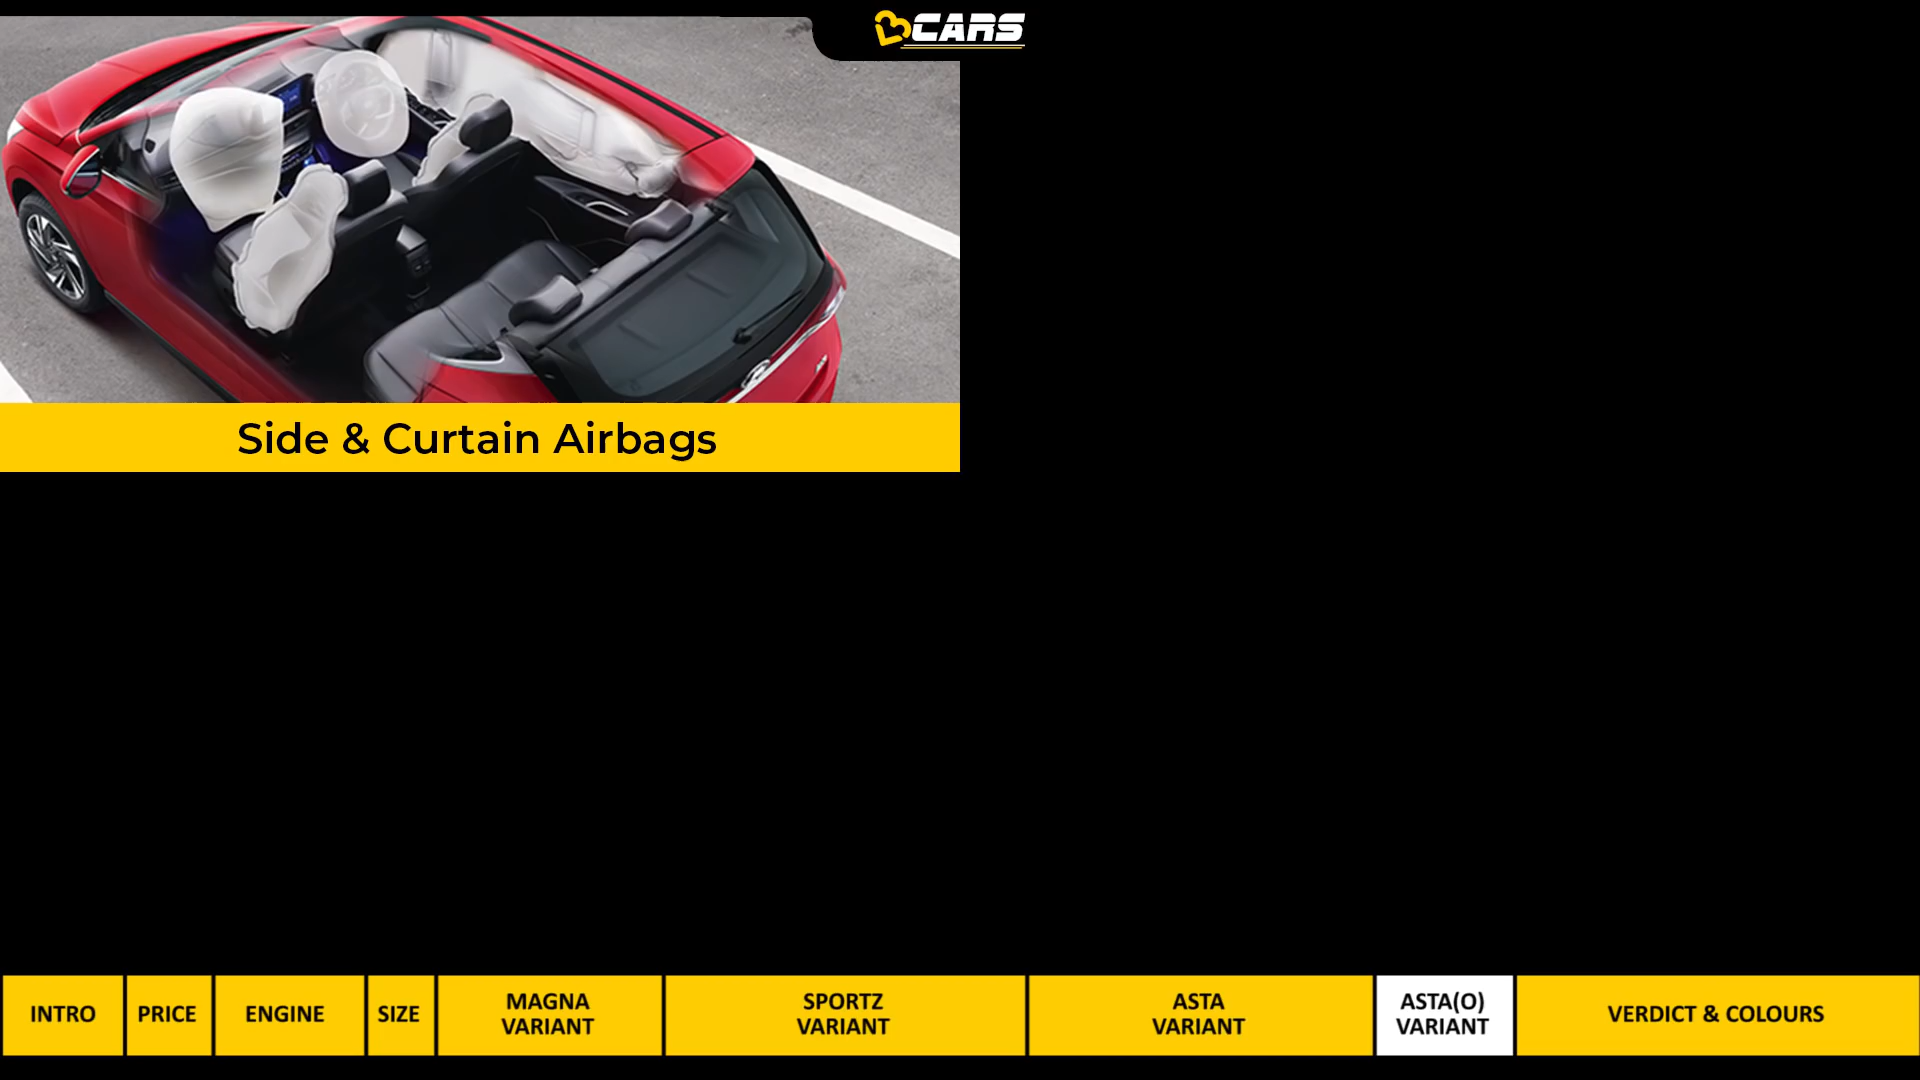 CARS
Side & Curtain Airbags
INTRO
PRICE
ENGINE
SIZE
MAGNA
VARIANT
SPORTZ
VARIANT
ASTA
VARIANT
ASTA(O)
VARIANT
VERDICT & COLOURS